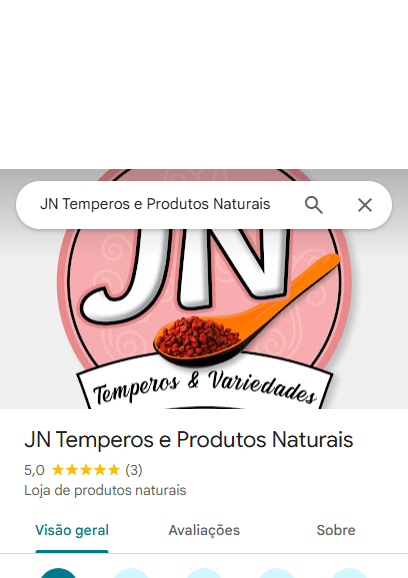 JN Temperos e Produtos Naturais
JN
Temperos & Variedades
JN Temperos e Produtos Naturais
5,0 ★★★★★ (3)
Loja de produtos naturais
Visão geral Avaliações Sobre